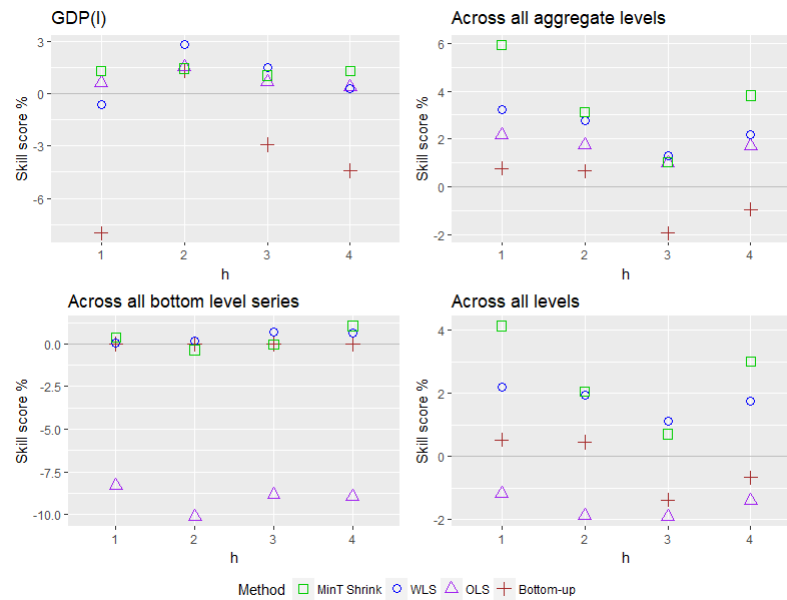 GDP(I)
Skill score %
3
0
-3
-6
1 2 3 4
h
Across all aggregate levels
Skill score %
6
4
2
0
-2
1 2 3 4
h
Across all bottom level series
Skill score %
0.0
-2.5
-5.0
-7.5
-10.0
1 2 3 4
h
Across all levels
Skill score %
4
2
0
-2
1 2 3 4
h
Method MinT Shrink WLS OLS Bottom-up